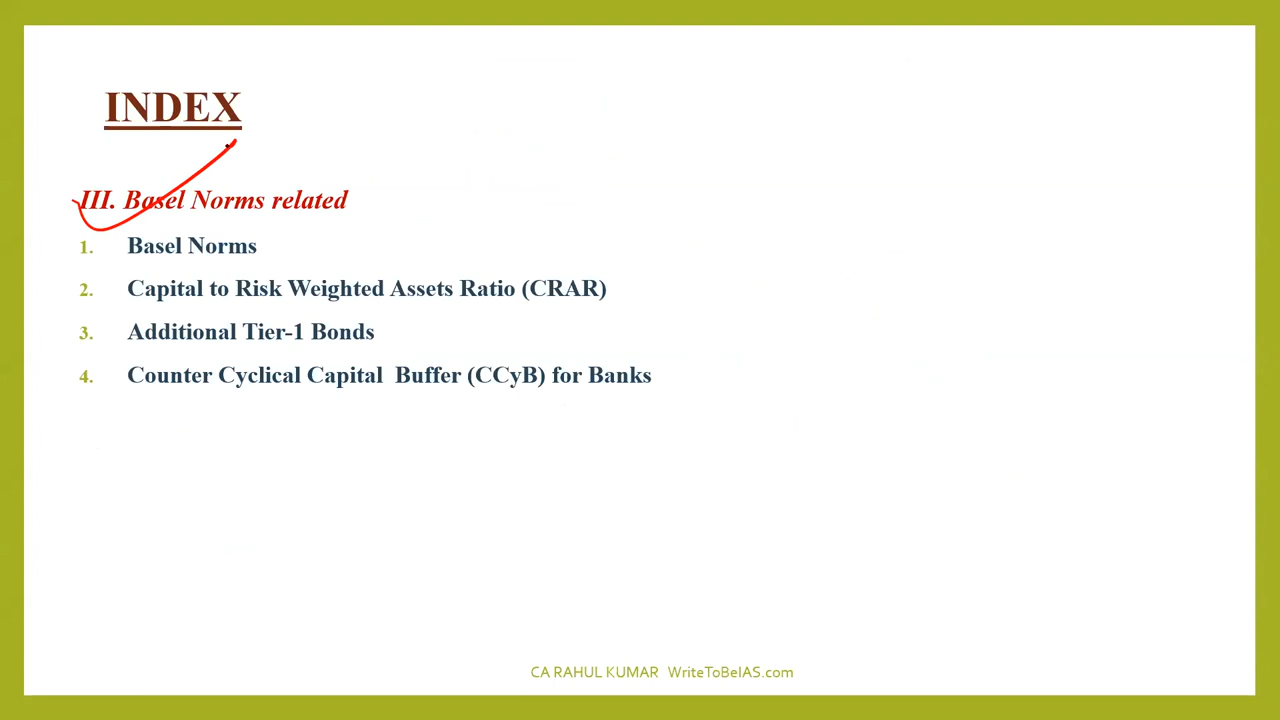 INDEX
III. Basel Norms related
1. Basel Norms
2. Capital to Risk Weighted Assets Ratio (CRAR)
3. Additional Tier-1 Bonds
4. Counter Cyclical Capital Buffer (CCyB) for Banks
CA RAHUL KUMAR WriteToBeIAS.com